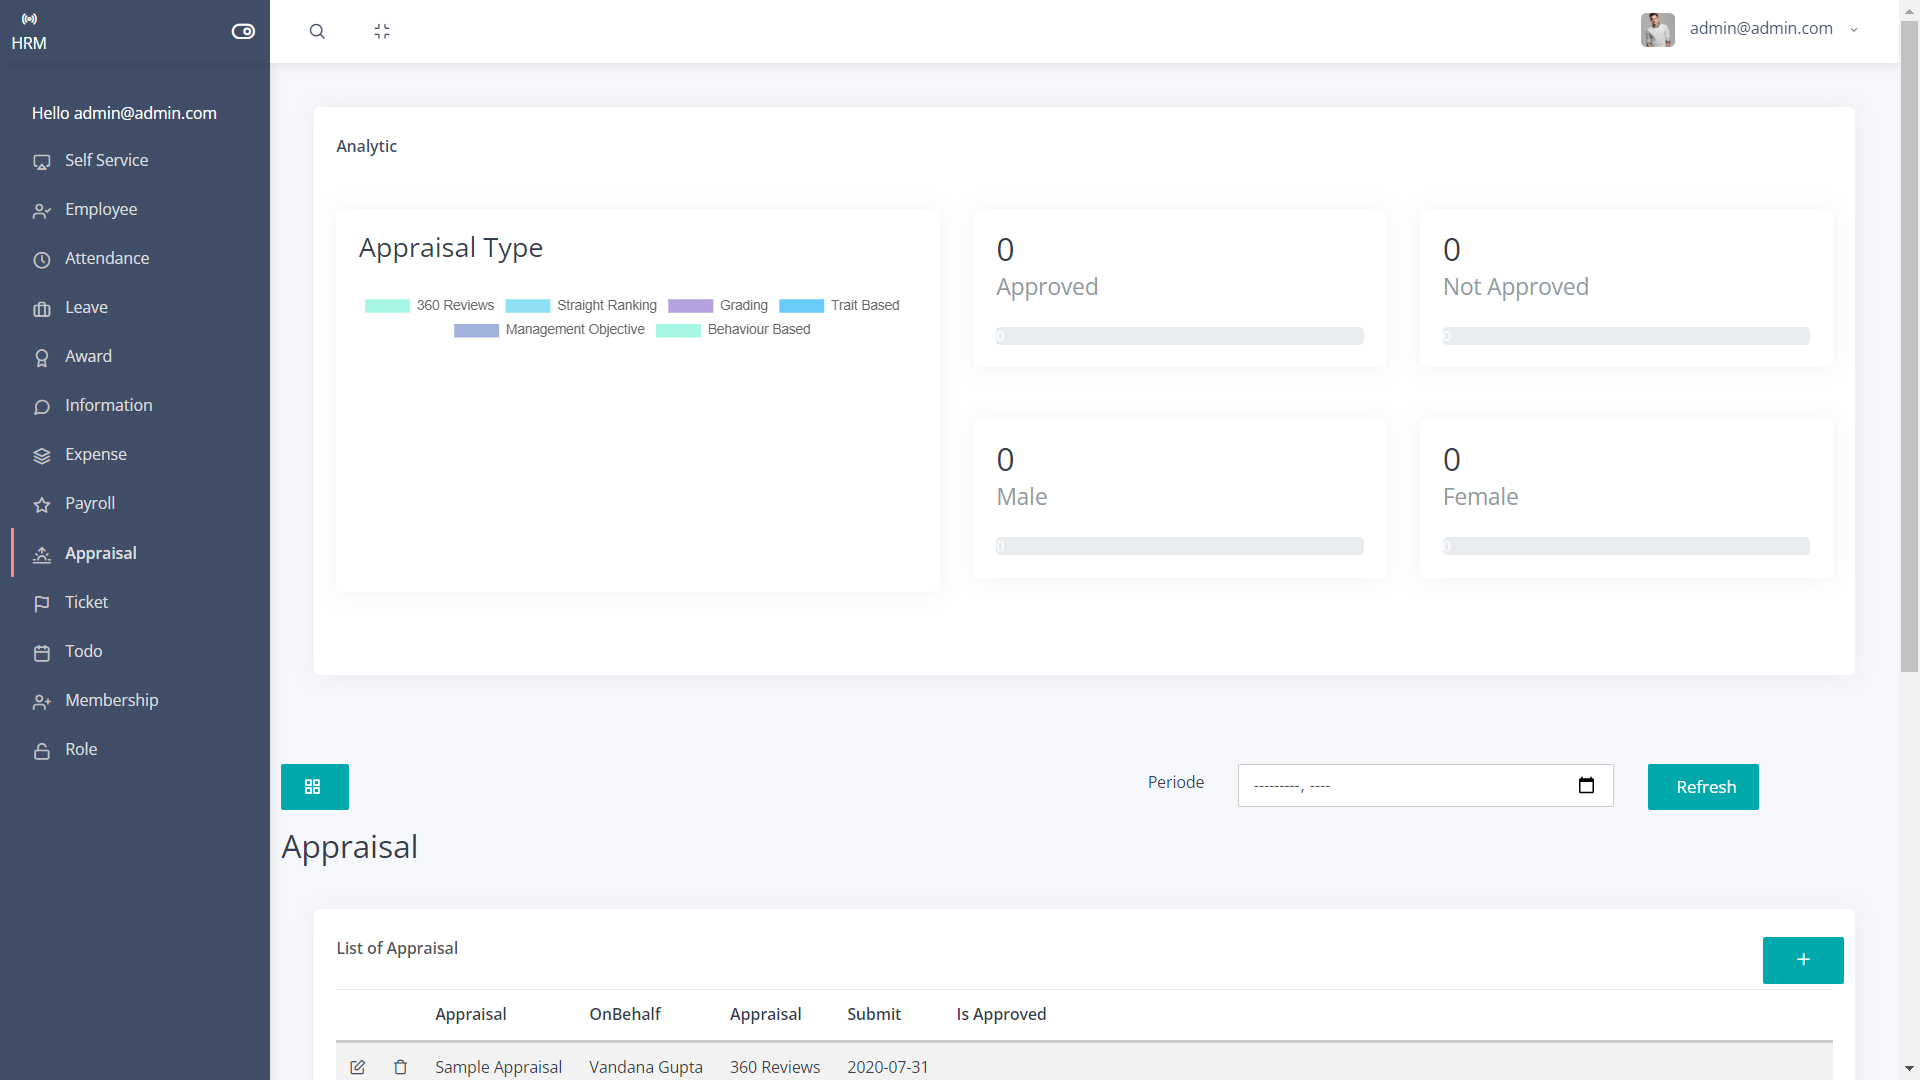 HRM
admin@admin.com
Hello admin@admin.com
Self Service
Employee
Attendance
Leave
Award
Information
Expense
Payroll
Appraisal
Ticket
Todo
Membership
Role
Analytic
Appraisal Type
360 Reviews Straight Ranking Grading Trait Based
Management Objective Behaviour Based
0
Approved
0
0
Not Approved
0
0
Male
0
0
Female
0
Periode
---------, ----
Refresh
Appraisal
List of Appraisal
+
Appraisal OnBehalf Appraisal Submit Is Approved
Sample Appraisal Vandana Gupta 360 Reviews 2020-07-31